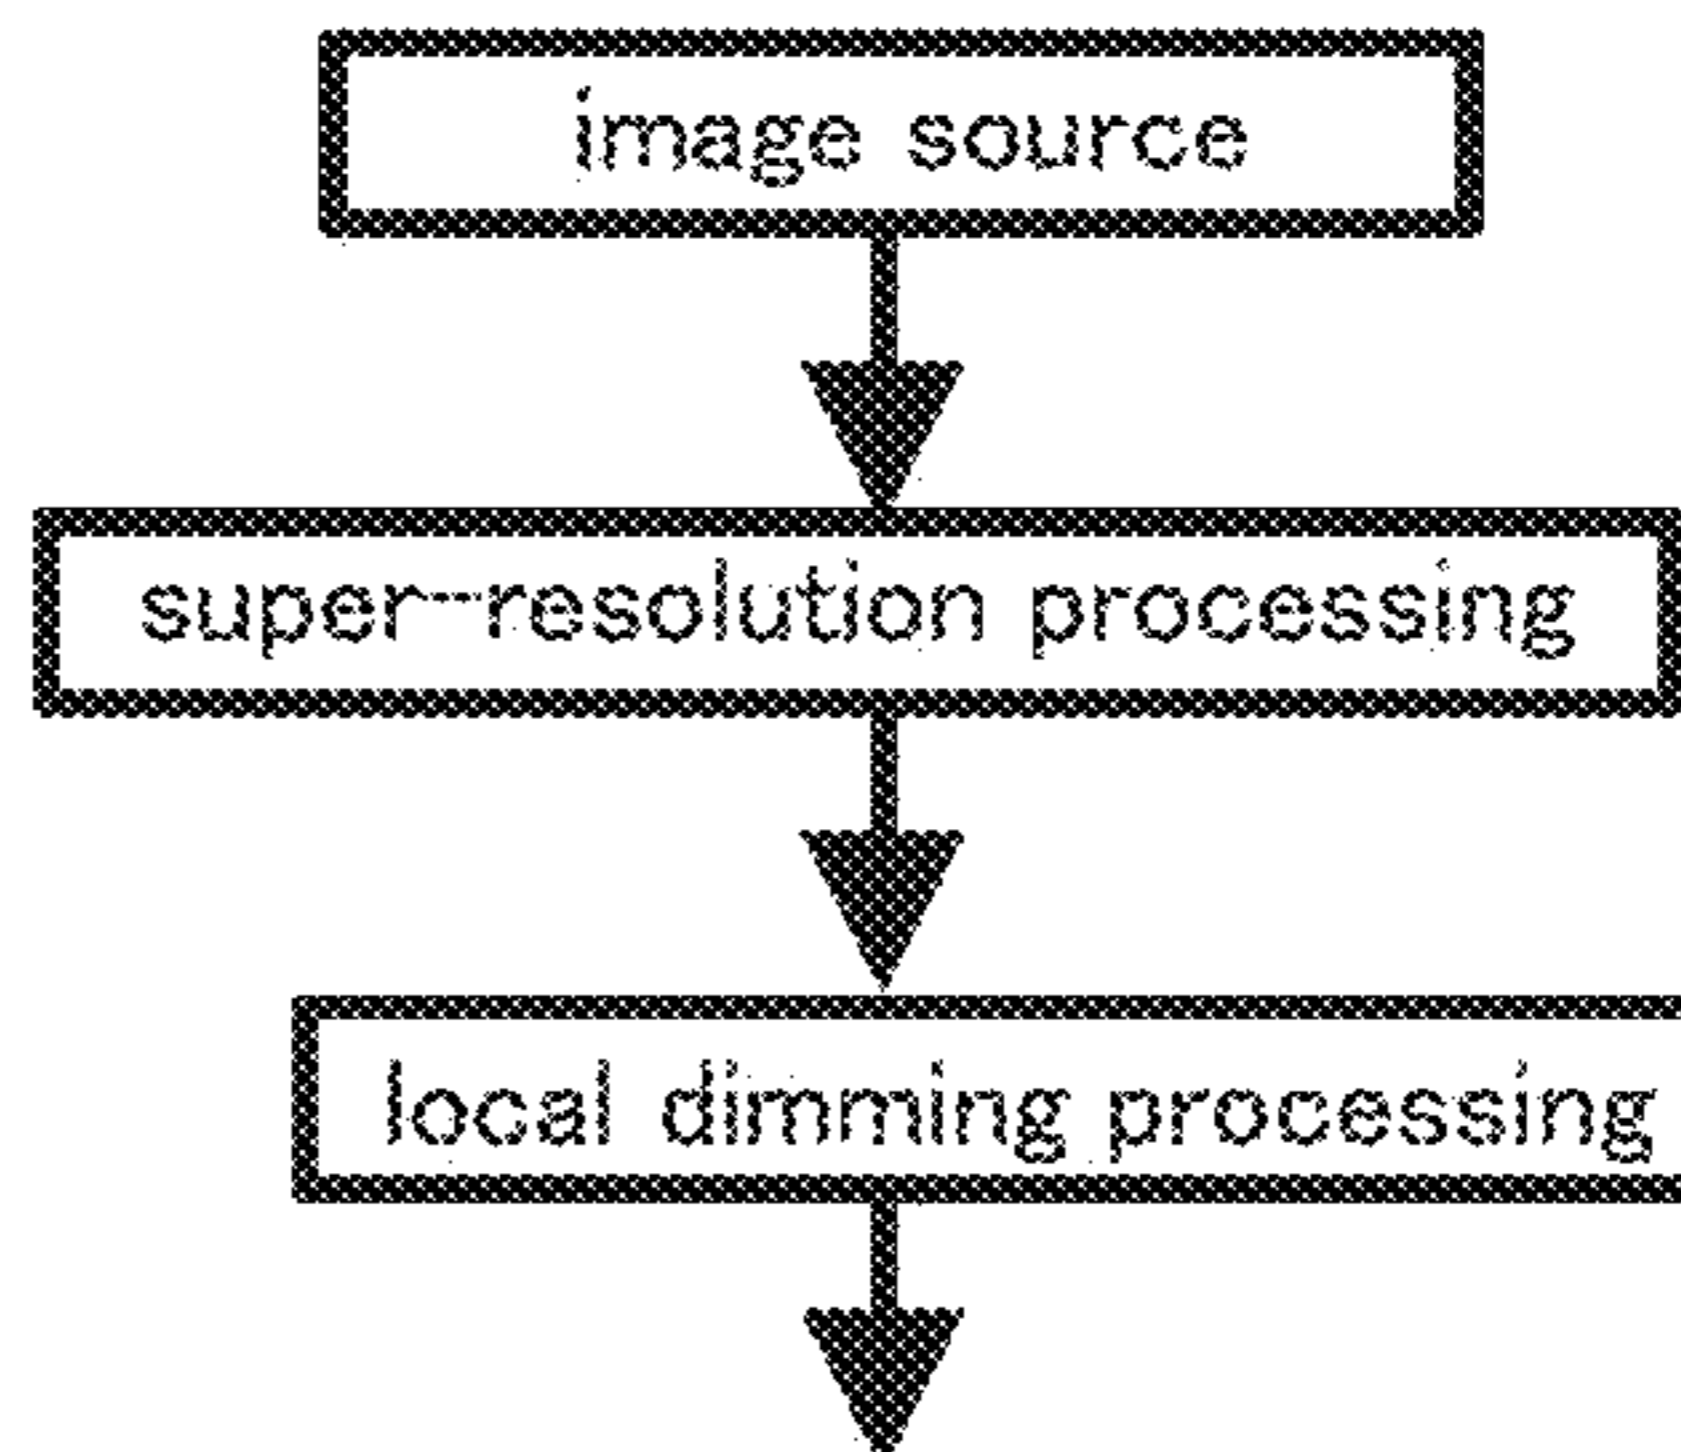 image source
super-resolution processing
local dimming processing